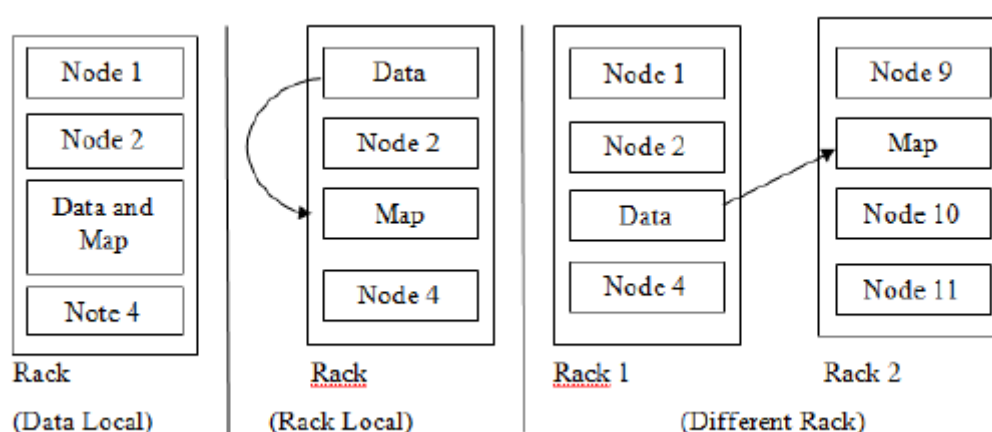 Node 1
Node 2
Data and
Map
Note 4
Rack
(Data Local)
Data
Node 2
Map
Node 4
Rack
(Rack Local)
Node 1
Node 2
Data
Node 4
Rack 1
Node 9
Map
Node 10
Node 11
Rack 2
(Different Rack)